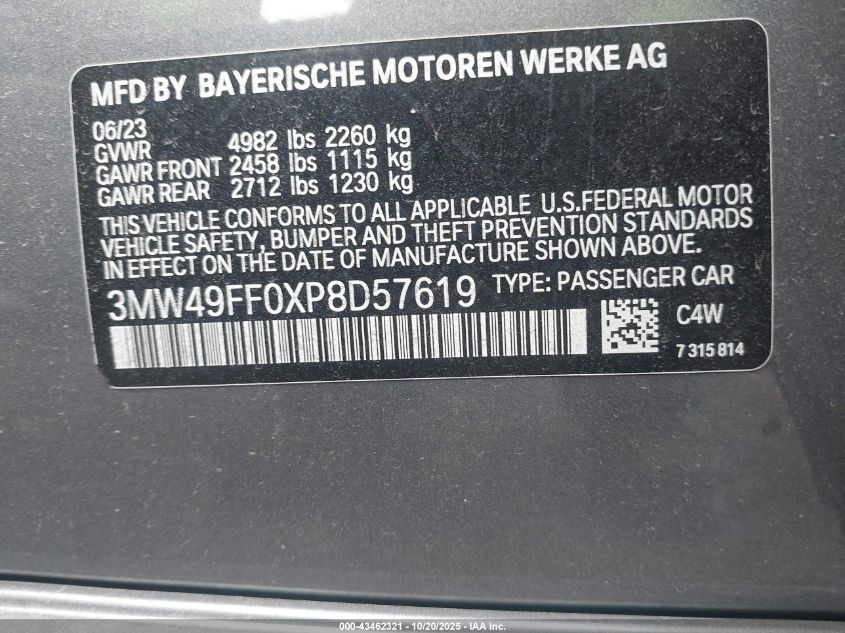 MFD BY BAYERISCHE MOTOREN WERKE AG
06/23
GVWR 4982 lbs 2260 kg
GAWR FRONT 2458 lbs 1115 kg
GAWR REAR 2712 lbs 1230 kg
THIS VEHICLE CONFORMS TO ALL APPLICABLE U.S.FEDERAL MOTOR
VEHICLE SAFETY, BUMPER AND THEFT PREVENTION STANDARDS
IN EFFECT ON THE DATE OF MANUFACTURE SHOWN ABOVE.
3MW49FF0XP8D57619 TYPE: PASSENGER CAR
C4W
7 315 814
000-43462321 - 10/20/2025 - IAA Inc.